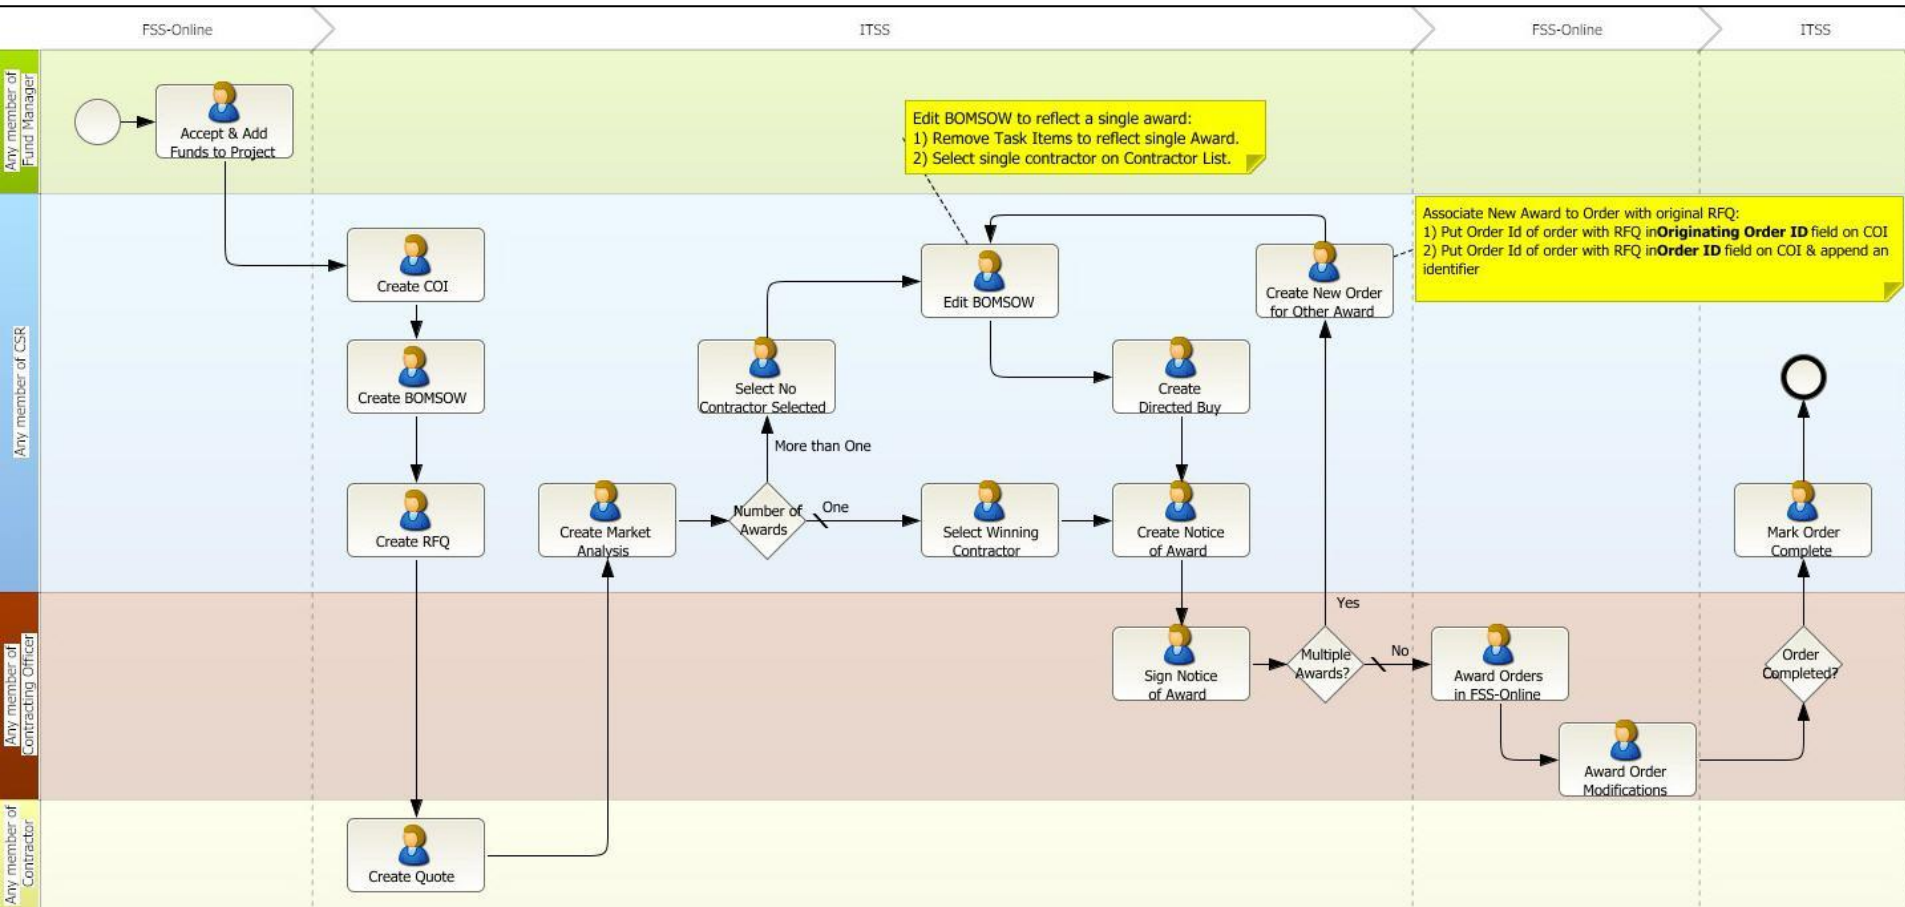 FSS-Online
ITSS
FSS-Online
ITSS
Any member of
Fund Manager
Accept & Add
Funds to Project
Edit BOMSOW to reflect a single award:
1) Remove Task Items to reflect single Award.
2) Select single contractor on Contractor List.
Any member of CSR
Associate New Award to Order with original RFQ:
1) Put Order Id of order with RFQ inOriginating Order ID field on COI
2) Put Order Id of order with RFQ inOrder ID field on COI & append an
identifier
Create COI
Edit BOMSOW
Create New Order
for Other Award
Create BOMSOW
Select No
Contractor Selected
Create
Directed Buy
More than One
Create RFQ
Create Market
Analysis
Number of
Awards
One
Select Winning
Contractor
Create Notice
of Award
Mark Order
Complete
Any member of
Contracting Officer
Yes
Sign Notice
of Award
Multiple
Awards?
No
Award Orders
in FSS-Online
Order
Completed?
Award Order
Modifications
Any member of
Contractor
Create Quote